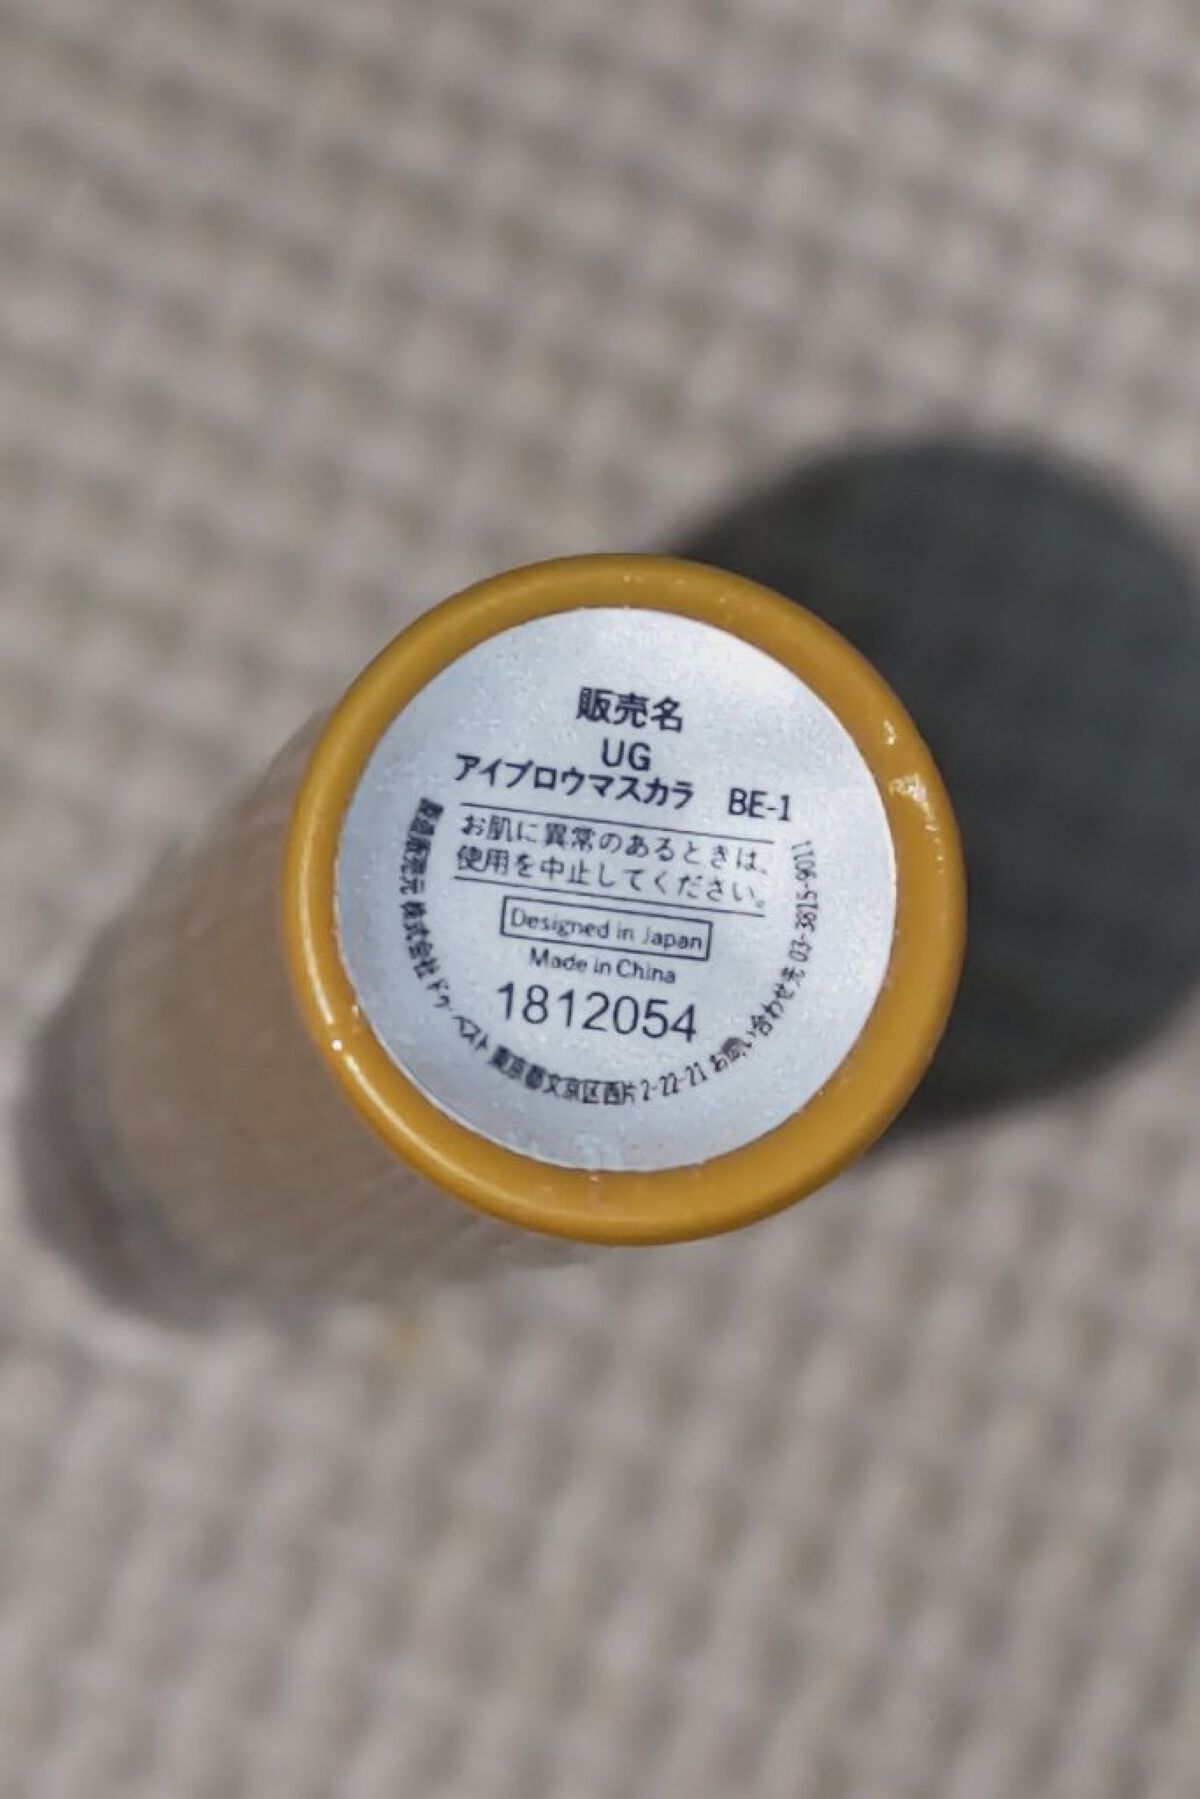 販売名
UG
アイブロウマスカラ BE-1
お肌に異常のあるときは、
使用を中止してください。
Designed in Japan
Made in China
1812054
製造販売元 株式会社ドゥ・ベスト 東京都文京区西片2-22-21 お問い合わせ先 03-3815-9011